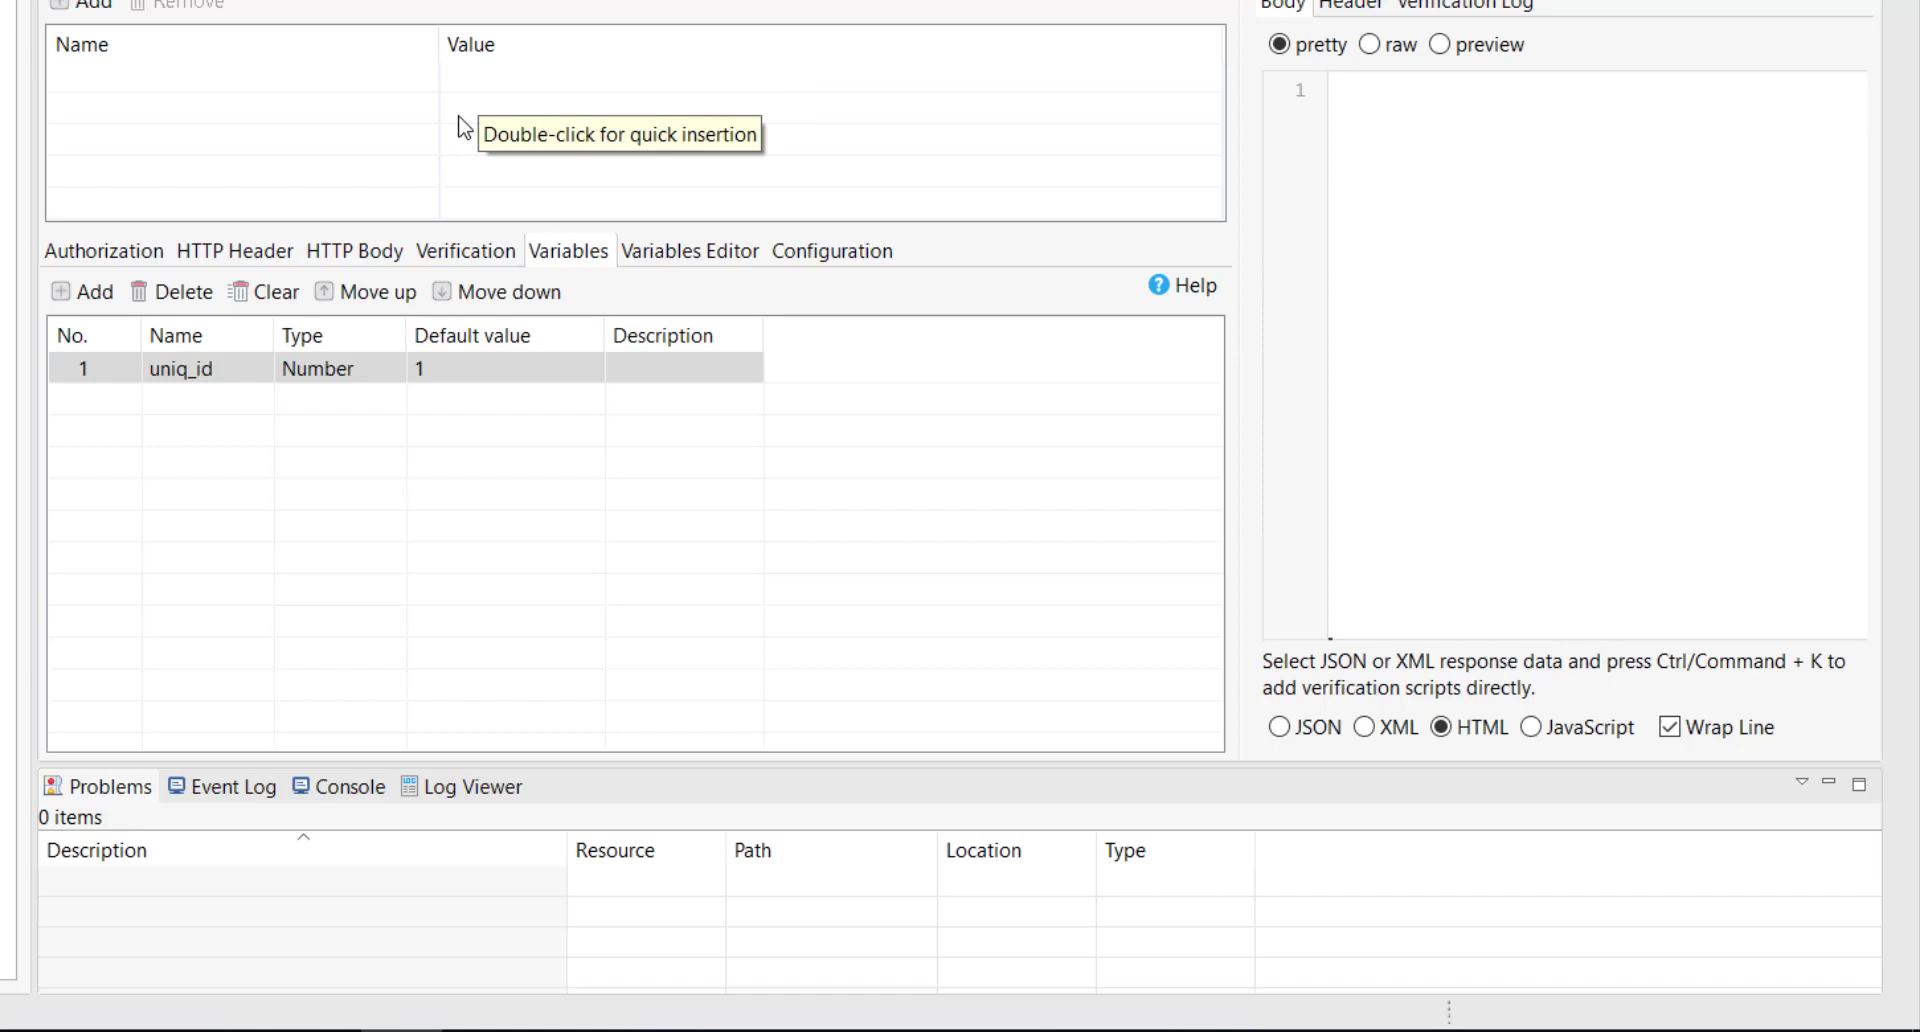 Add Remove
Body Header Verification Log
Name Value
pretty raw preview
1
Double-click for quick insertion
Authorization HTTP Header HTTP Body Verification Variables Variables Editor Configuration
Add Delete Clear Move up Move down Help
No. Name Type Default value Description
1 uniq_id Number 1
Select JSON or XML response data and press Ctrl/Command + K to
add verification scripts directly.
JSON XML HTML JavaScript Wrap Line
Problems Event Log Console Log Viewer
0 items
Description Resource Path Location Type